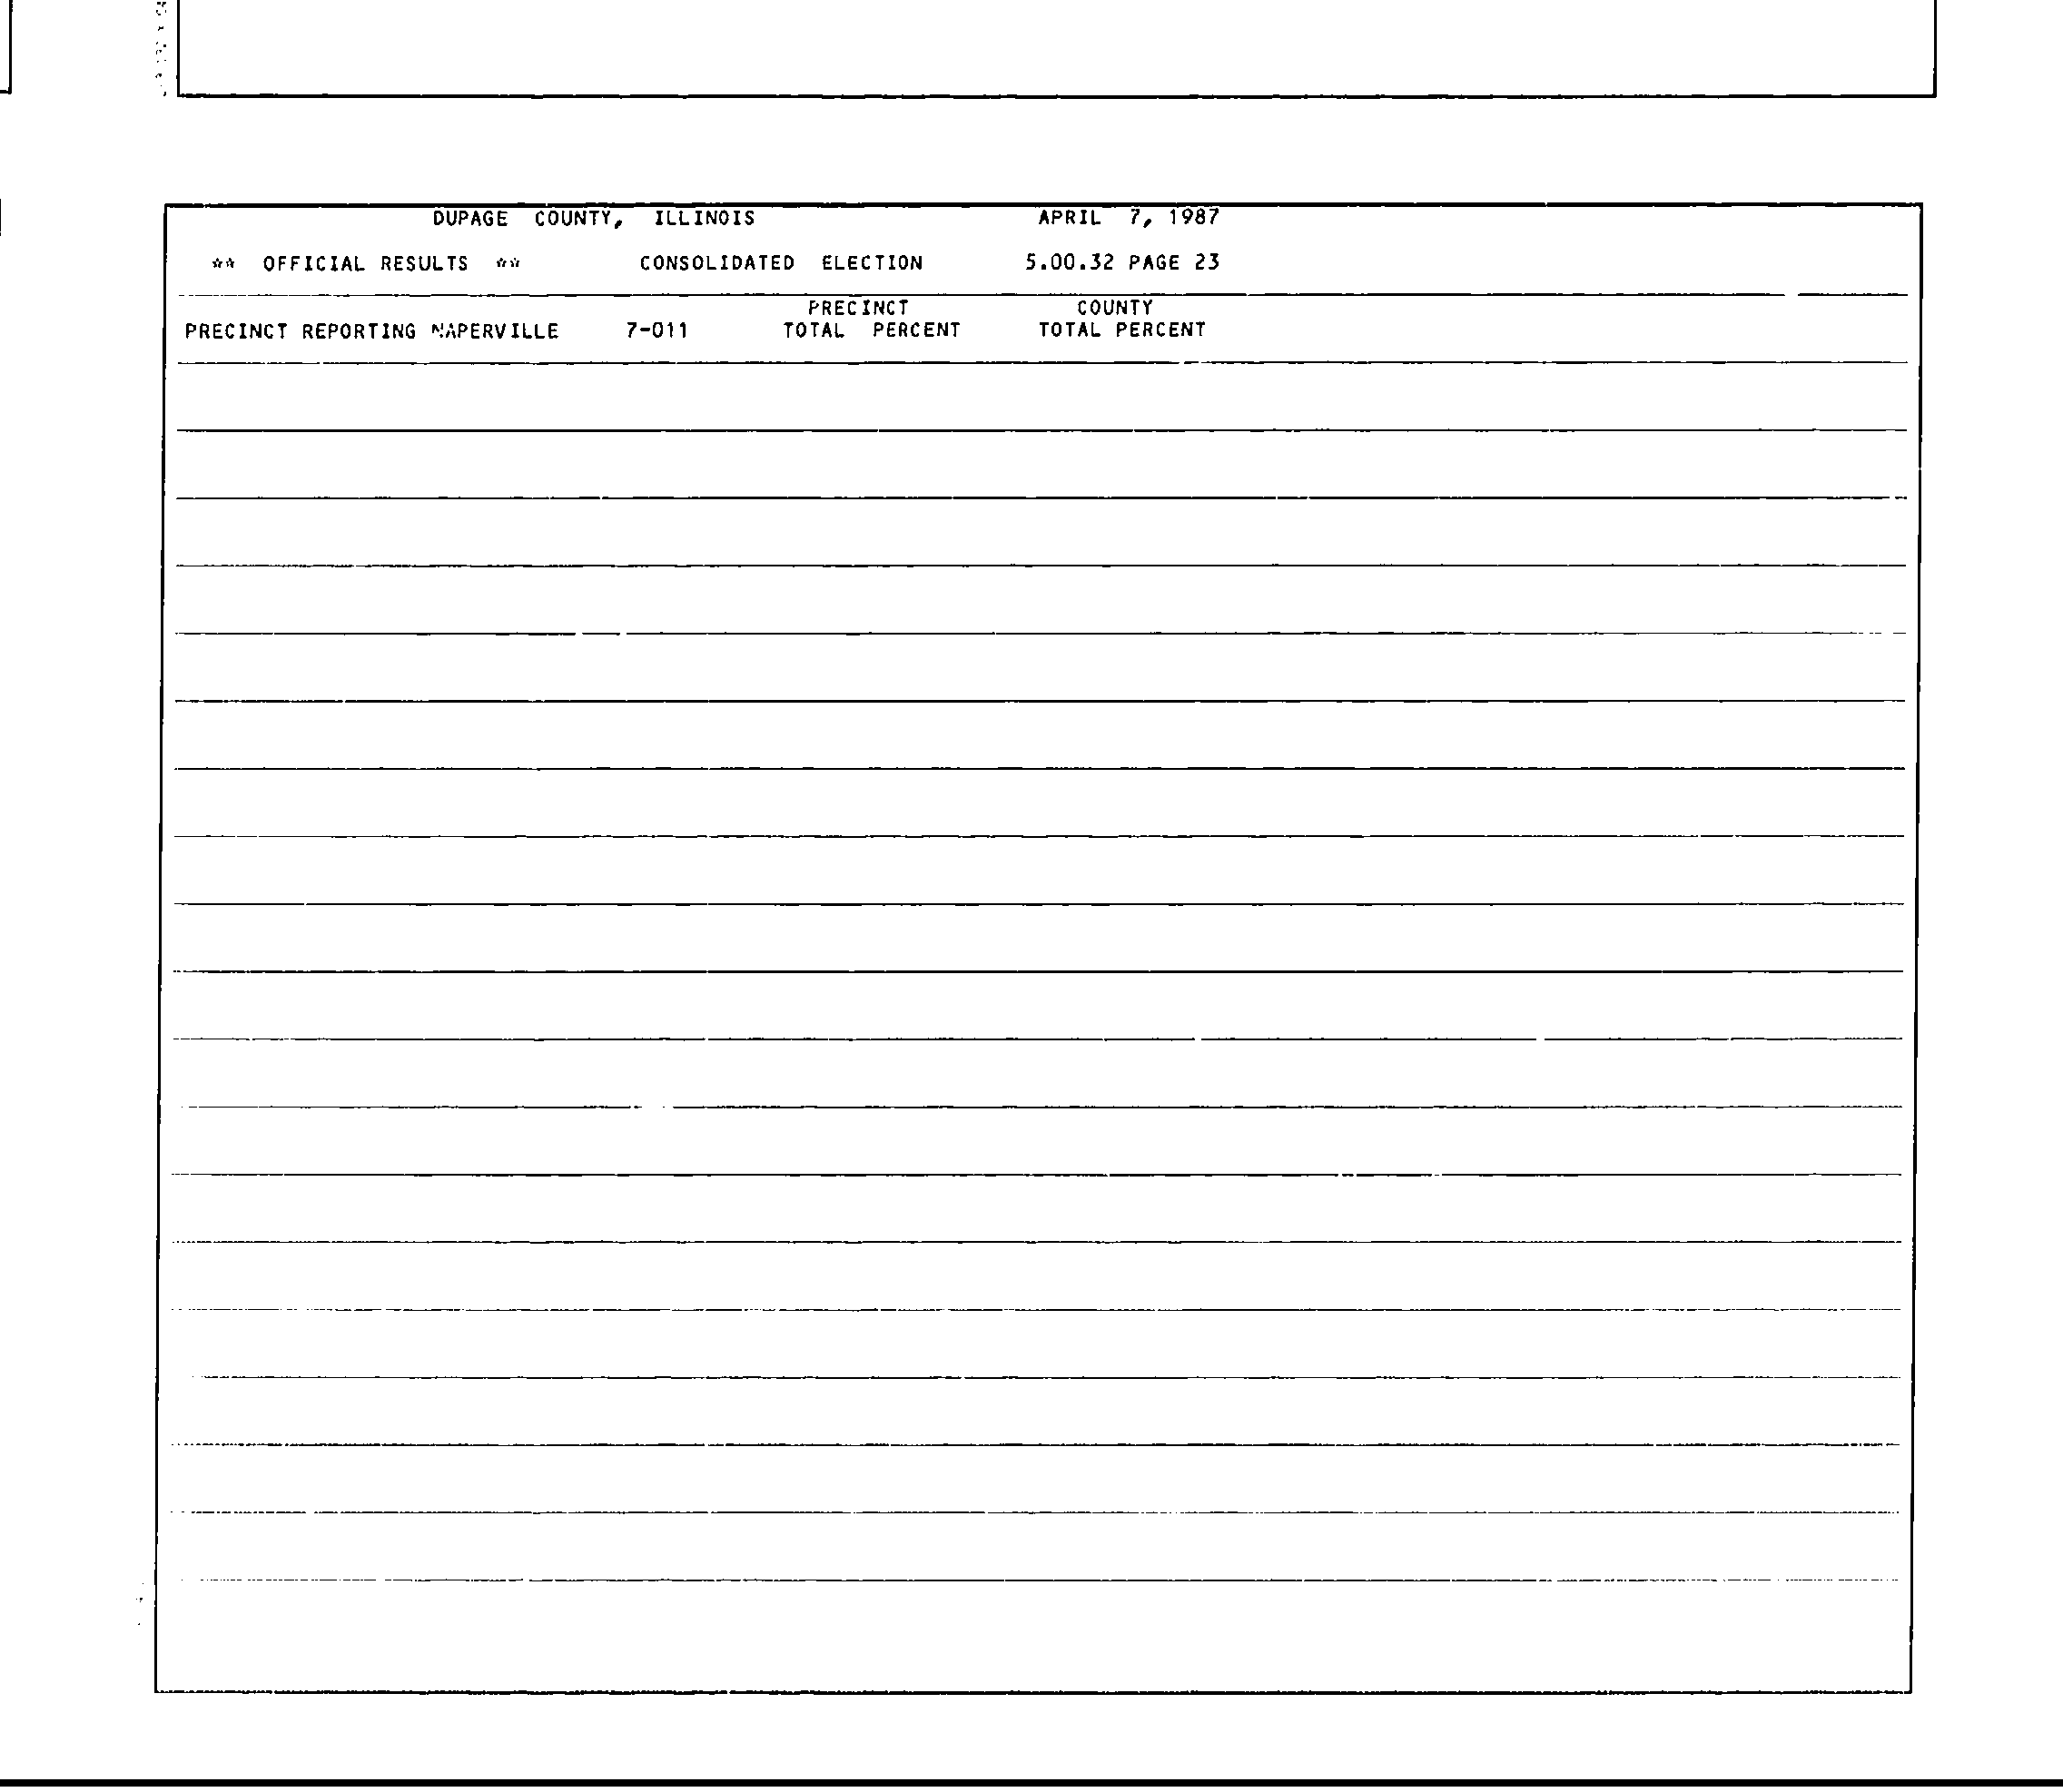 DUPAGE COUNTY, ILLINOIS APRIL 7, 1987
** OFFICIAL RESULTS ** CONSOLIDATED ELECTION 5.00.32 PAGE 23
PRECINCT COUNTY
PRECINCT REPORTING NAPERVILLE 7-011 TOTAL PERCENT TOTAL PERCENT